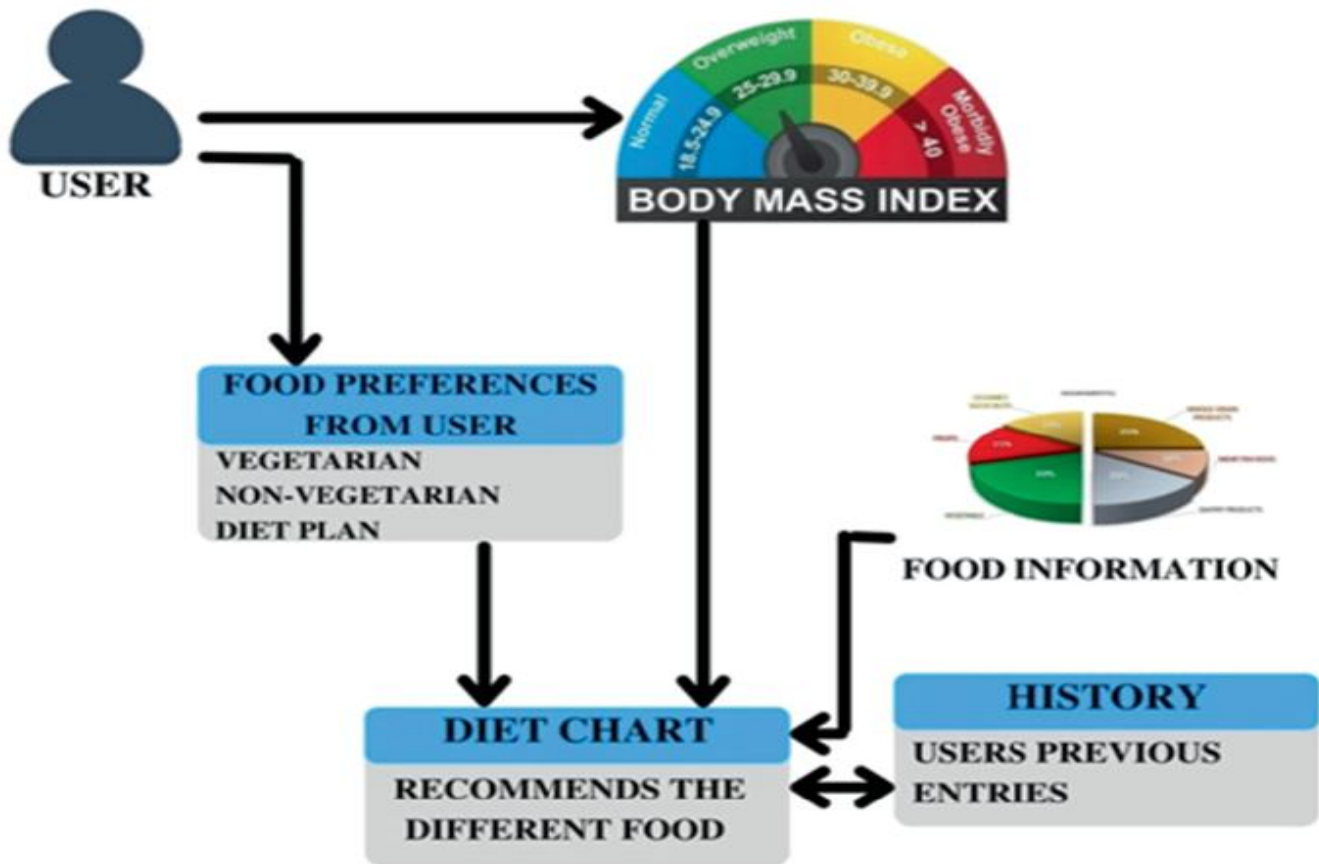 USER
Normal
Overweight
Obese
Morbidly
Obese
18.5-24.9
25-29.9
30-39.9
> 40
BODY MASS INDEX
FOOD PREFERENCES
FROM USER
VEGETARIAN
NON-VEGETARIAN
DIET PLAN
FOOD INFORMATION
DIET CHART
RECOMMENDS THE
DIFFERENT FOOD
HISTORY
USERS PREVIOUS
ENTRIES